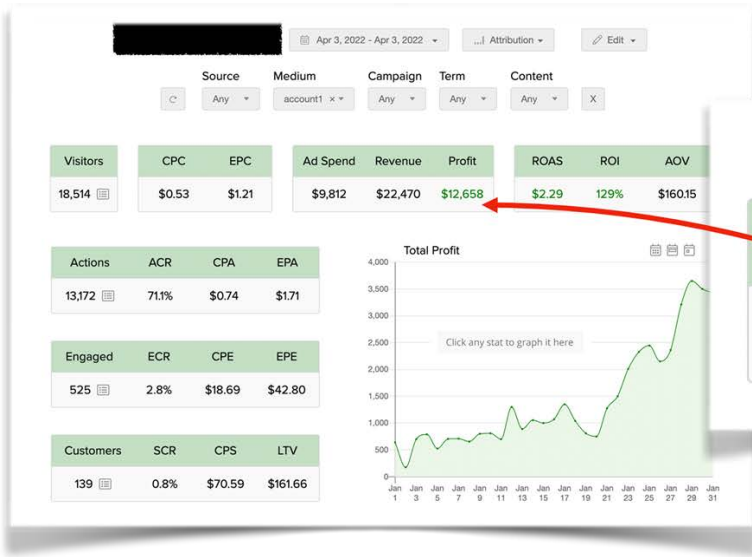 Apr 3, 2022 - Apr 3, 2022
...l Attribution
Edit
Source Medium Campaign Term Content
Any account1 × Any Any Any X
Visitors CPC EPC Ad Spend Revenue Profit ROAS ROI AOV
18,514 $0.53 $1.21 $9,812 $22,470 $12,658 $2.29 129% $160.15
Actions ACR CPA EPA
13,172 71.1% $0.74 $1.71
Engaged ECR CPE EPE
525 2.8% $18.69 $42.80
Customers SCR CPS LTV
139 0.8% $70.59 $161.66
Total Profit
4,000
3,500
3,000
2,500
2,000
1,500
1,000
500
0
Click any stat to graph it here
Jan Jan Jan Jan Jan Jan Jan Jan Jan Jan Jan Jan Jan Jan Jan Jan
1 3 5 7 9 11 13 15 17 19 21 23 25 27 29 31